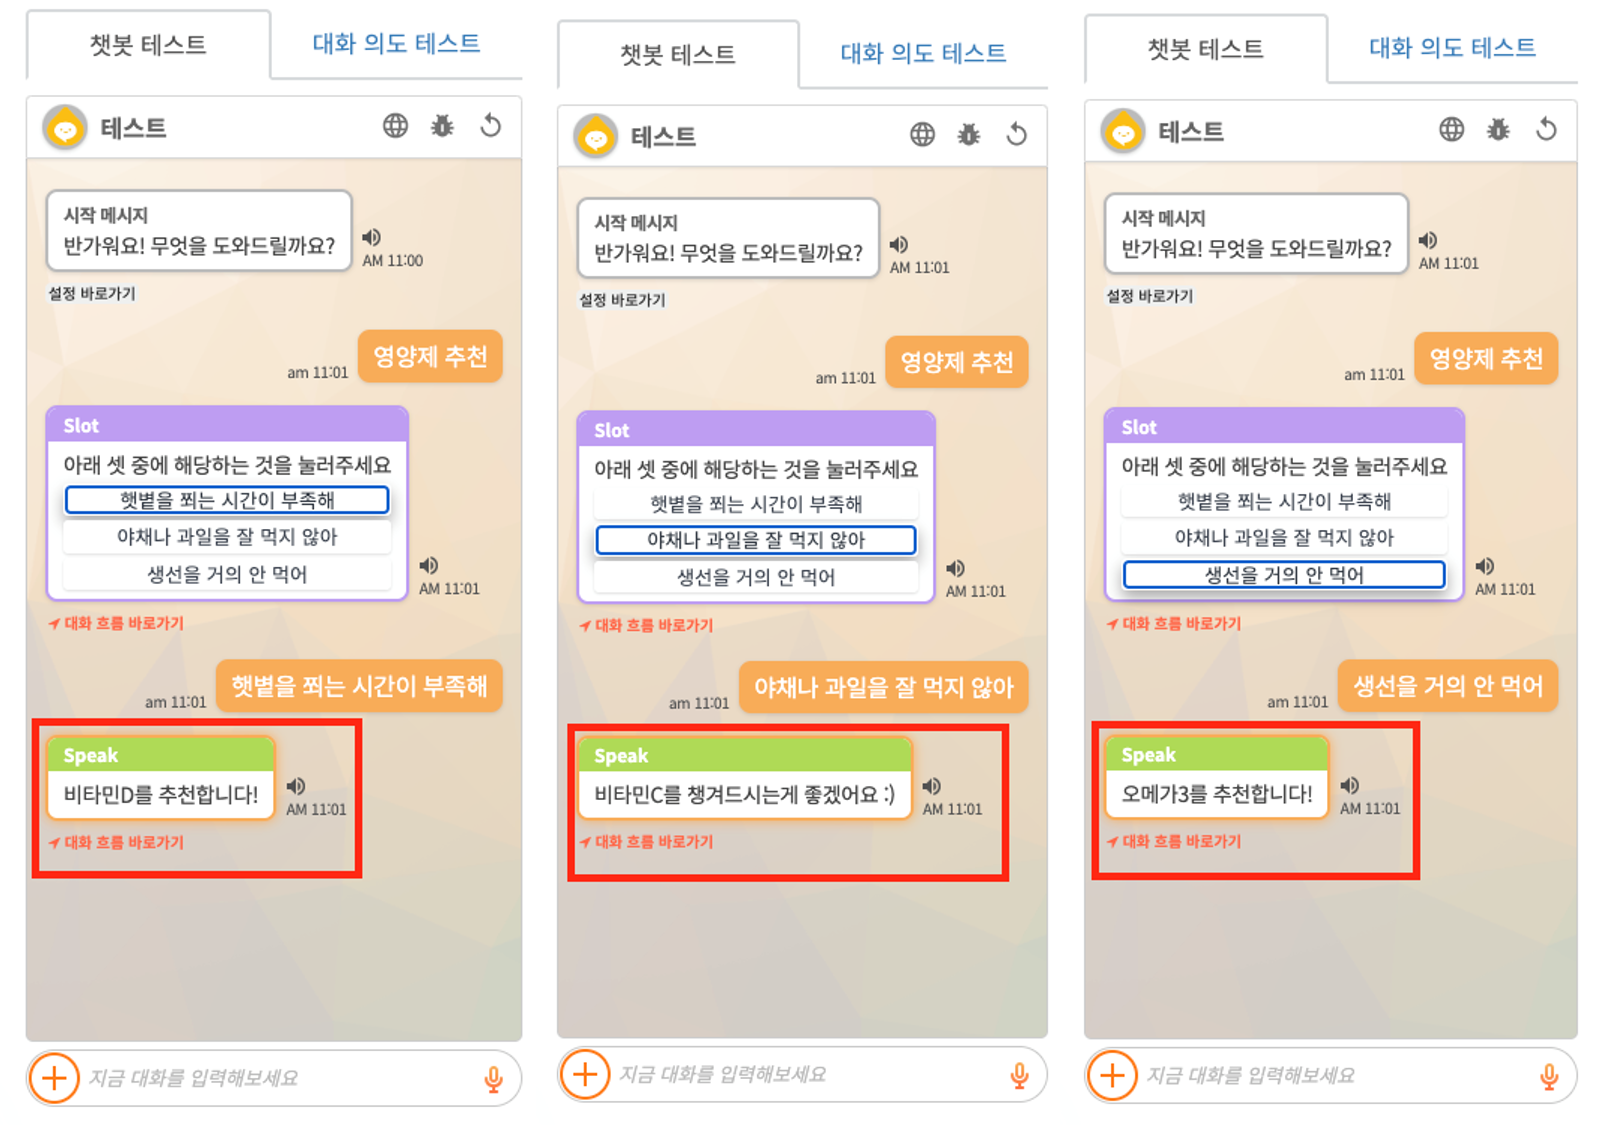 챗봇 테스트
대화 의도 테스트
테스트
시작 메시지
반가워요! 무엇을 도와드릴까요?
AM 11:00
설정 바로가기
영양제 추천
am 11:01
Slot
아래 셋 중에 해당하는 것을 눌러주세요
햇볕을 쬐는 시간이 부족해
야채나 과일을 잘 먹지 않아
생선을 거의 안 먹어
AM 11:01
대화 흐름 바로가기
햇볕을 쬐는 시간이 부족해
am 11:01
Speak
비타민D를 추천합니다!
AM 11:01
대화 흐름 바로가기
지금 대화를 입력해보세요
챗봇 테스트
대화 의도 테스트
테스트
시작 메시지
반가워요! 무엇을 도와드릴까요?
AM 11:01
설정 바로가기
영양제 추천
am 11:01
Slot
아래 셋 중에 해당하는 것을 눌러주세요
햇볕을 쬐는 시간이 부족해
야채나 과일을 잘 먹지 않아
생선을 거의 안 먹어
AM 11:01
대화 흐름 바로가기
야채나 과일을 잘 먹지 않아
am 11:01
Speak
비타민C를 챙겨드시는게 좋겠어요 :)
AM 11:01
대화 흐름 바로가기
지금 대화를 입력해보세요
챗봇 테스트
대화 의도 테스트
테스트
시작 메시지
반가워요! 무엇을 도와드릴까요?
AM 11:01
설정 바로가기
영양제 추천
am 11:01
Slot
아래 셋 중에 해당하는 것을 눌러주세요
햇볕을 쬐는 시간이 부족해
야채나 과일을 잘 먹지 않아
생선을 거의 안 먹어
AM 11:01
대화 흐름 바로가기
생선을 거의 안 먹어
am 11:01
Speak
오메가3를 추천합니다!
AM 11:01
대화 흐름 바로가기
지금 대화를 입력해보세요